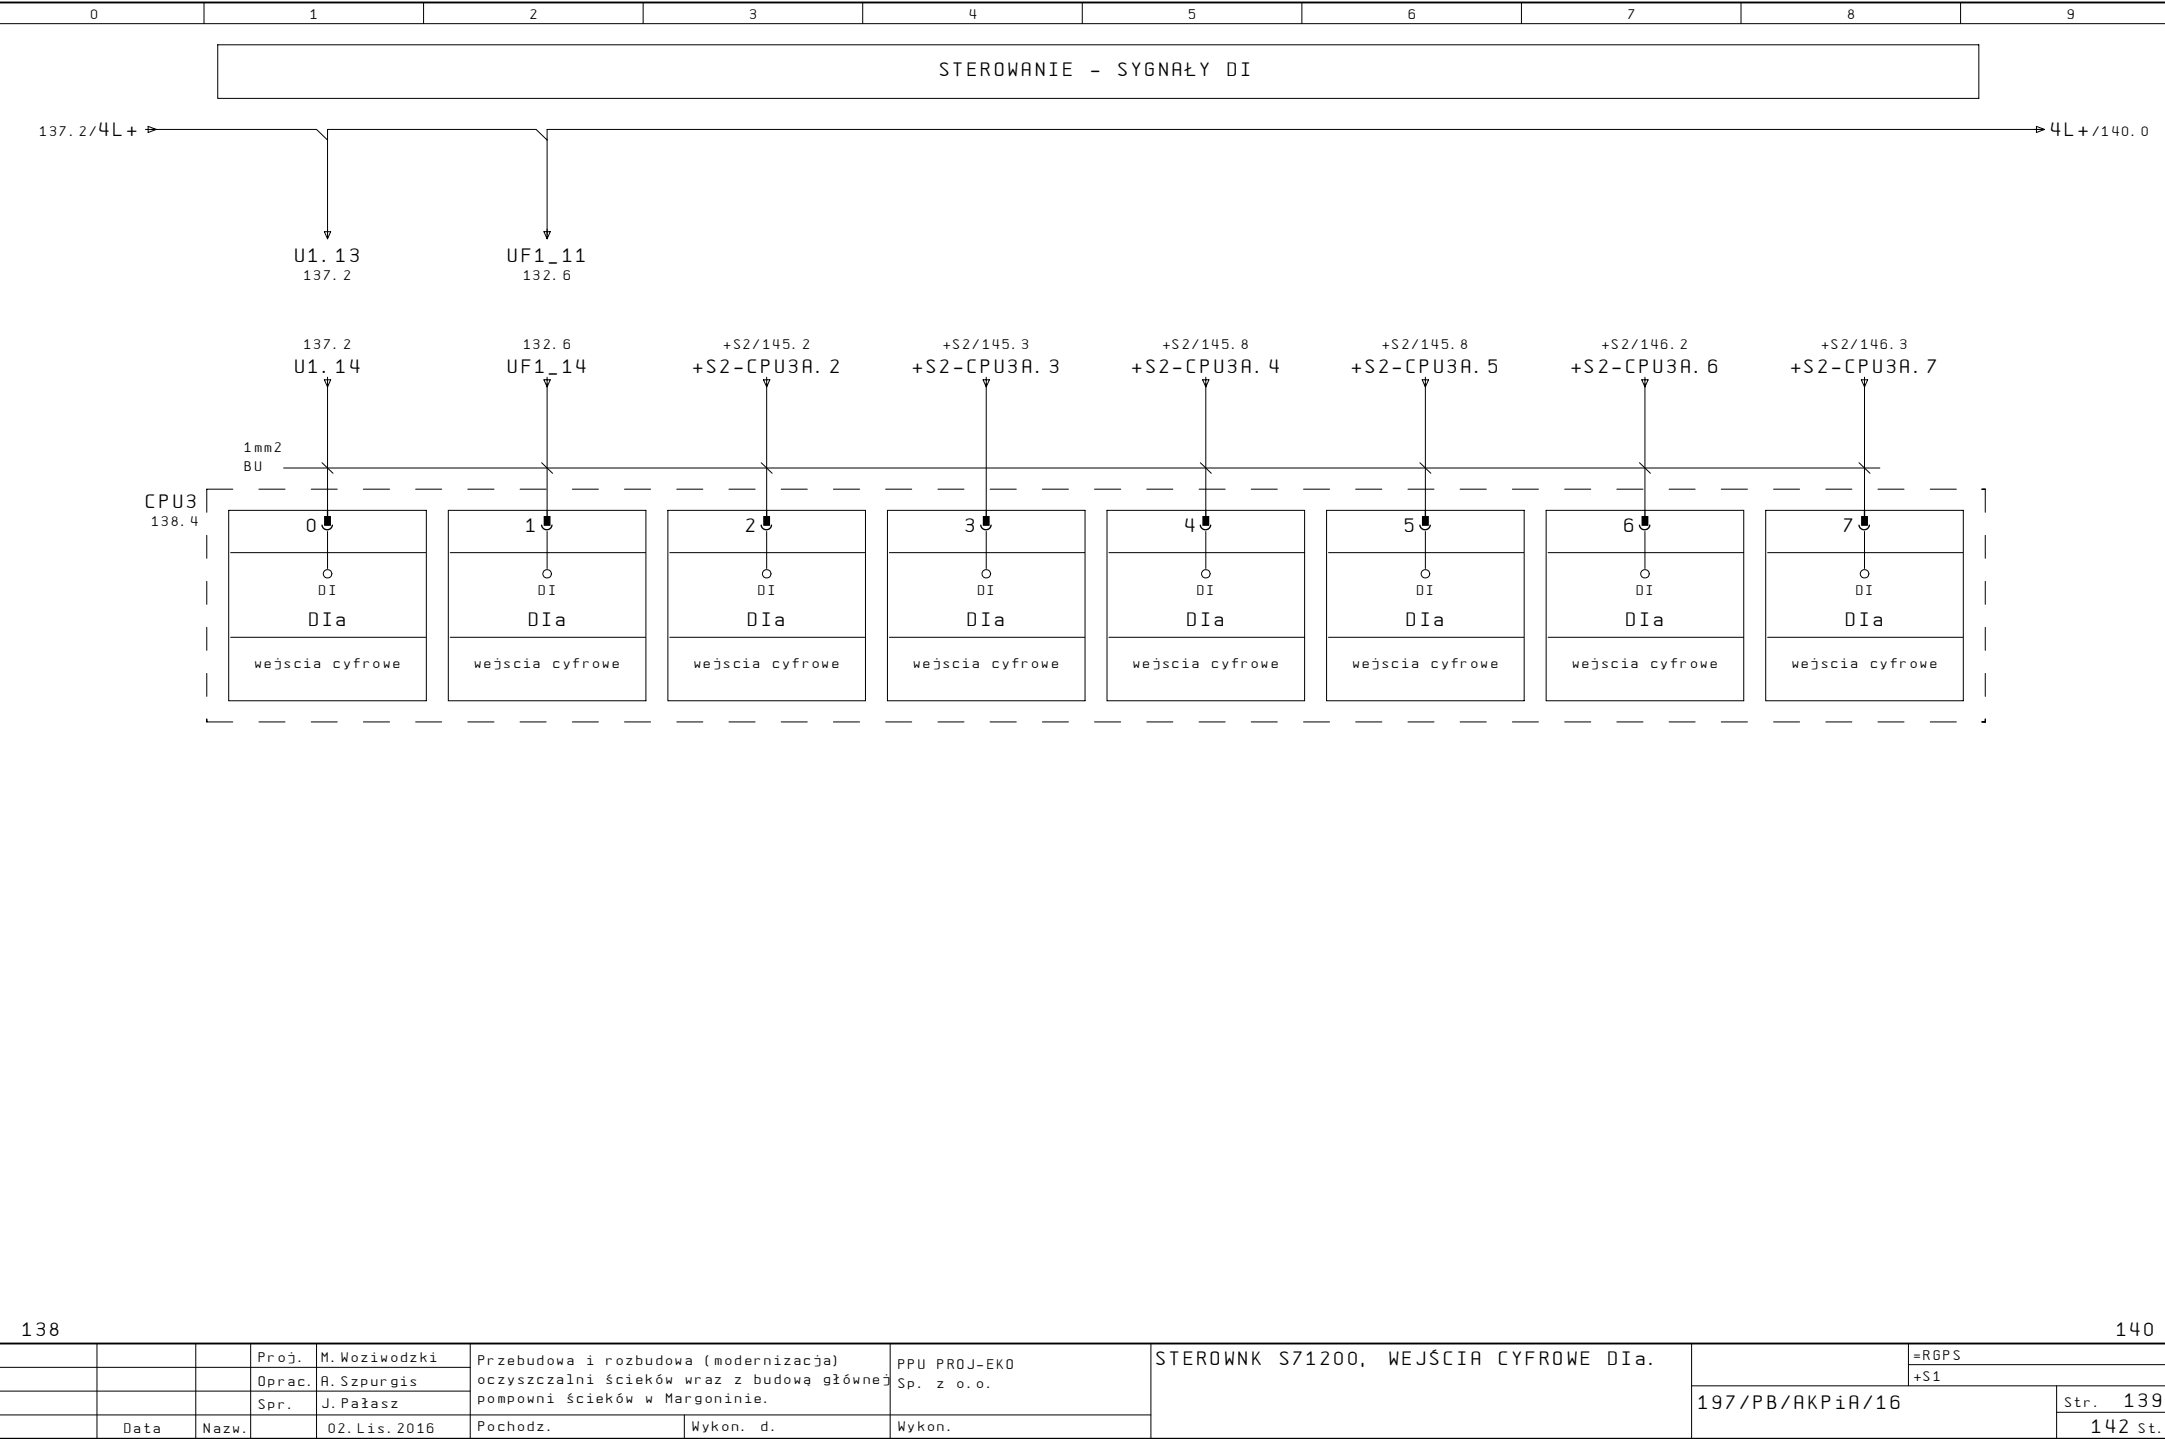 0 1 2 3 4 5 6 7 8 9
STEROWANIE - SYGNAŁY DI
137.2/4L+ 4L+/140.0
U1.13 UF1_11
137.2 132.6
137.2 132.6 +S2/145.2 +S2/145.3 +S2/145.8 +S2/145.8 +S2/146.2 +S2/146.3
U1.14 UF1_14 +S2-CPU3A.2 +S2-CPU3A.3 +S2-CPU3A.4 +S2-CPU3A.5 +S2-CPU3A.6 +S2-CPU3A.7
1mm2
BU
CPU3
138.4
0 1 2 3 4 5 6 7
DI DI DI DI DI DI DI DI
DIa DIa DIa DIa DIa DIa DIa DIa
wejscia cyfrowe wejscia cyfrowe wejscia cyfrowe wejscia cyfrowe wejscia cyfrowe wejscia cyfrowe wejscia cyfrowe wejscia cyfrowe
138 140
Proj. M.Woziwodzki
Oprac. A.Szpurgis
Spr. J.Pałasz
Data Nazw. 02.Lis.2016
Przebudowa i rozbudowa (modernizacja)
oczyszczalni ścieków wraz z budową głównej
pompowni ścieków w Margoninie.
Pochodz. Wykon. d. Wykon.
PPU PROJ-EKO
Sp. z o.o.
STEROWNK S71200, WEJŚCIA CYFROWE DIa.
=RGPS
+S1
197/PB/AKPiA/16
Str. 139
142 St.